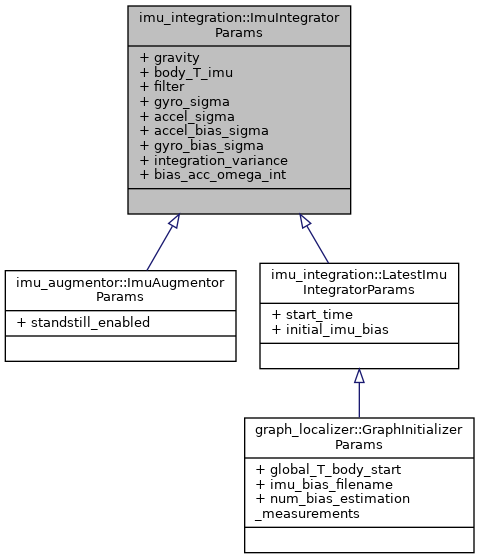 imu_integration::ImuIntegrator
Params
+ gravity
+ body_T_imu
+ filter
+ gyro_sigma
+ accel_sigma
+ accel_bias_sigma
+ gyro_bias_sigma
+ integration_variance
+ bias_acc_omega_int
imu_augmentor::ImuAugmentor
Params
+ standstill_enabled
imu_integration::LatestImu
IntegratorParams
+ start_time
+ initial_imu_bias
graph_localizer::GraphInitializer
Params
+ global_T_body_start
+ imu_bias_filename
+ num_bias_estimation
_measurements